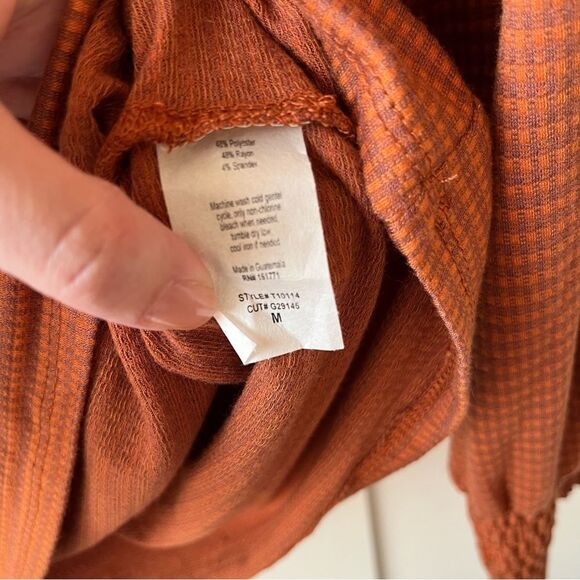 48% Polyester
48% Rayon
4% Spandex
Machine wash cold gentel
cycle, only non-chlorine
bleach when needed.
tumble dry low.
cool iron if needed.
Made in Guatemala
RN# 151771
STYLE# T10114
CUT# G29145
M